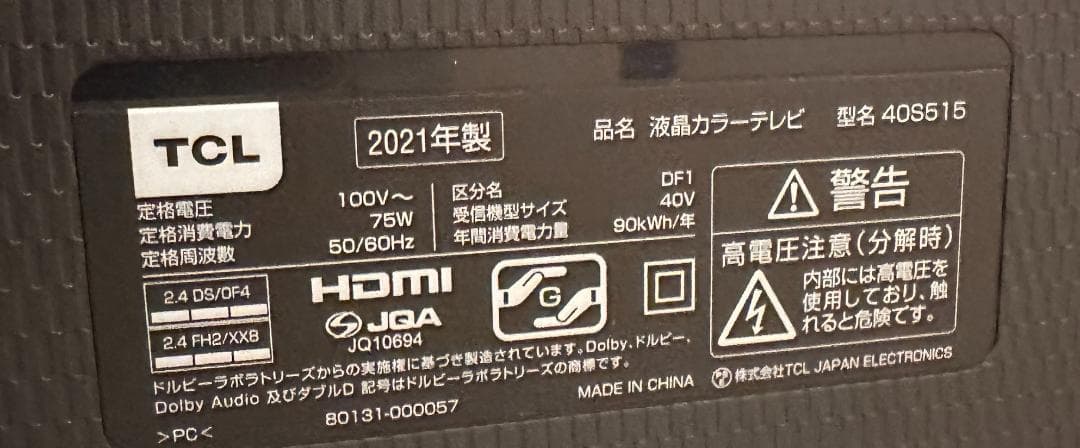 TCL
2021年製
品名 液晶カラーテレビ 型名 40S515
定格電圧 100V～
定格消費電力 75W
定格周波数 50/60Hz
区分名 DF1
受信機型サイズ 40V
年間消費電力量 90kWh/年
警告
高電圧注意(分解時)
内部には高電圧を
使用しており、触
れると危険です。
2.4 DS/OF4
2.4 FH2/XX8
HDMI
JQA
JQ10694
G
ドルビーラボラトリーズからの実施権に基づき製造されています。Dolby、ドルビー、
Dolby Audio 及びダブルD 記号はドルビーラボラトリーズの商標です。
80131-000057
MADE IN CHINA
株式会社TCL JAPAN ELECTRONICS
>PC<